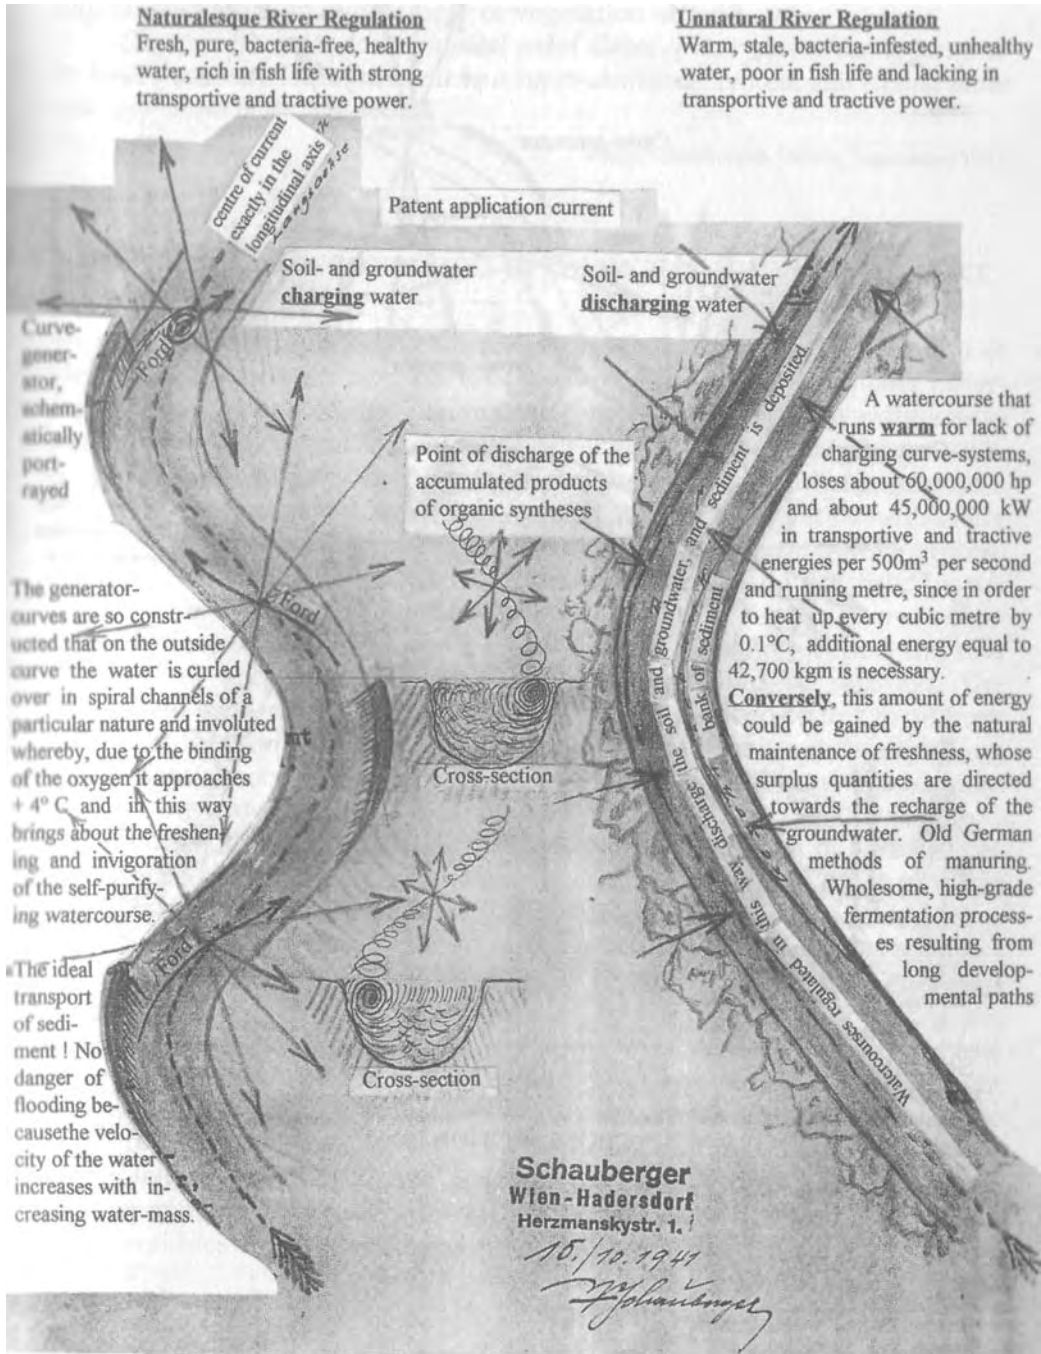 Naturalesque River Regulation
Fresh, pure, bacteria-free, healthy
water, rich in fish life with strong
transportive and tractive power.
Unnatural River Regulation
Warm, stale, bacteria-infested, unhealthy
water, poor in fish life and lacking in
transportive and tractive power.
centre of current
exactly in the
longitudinal axis
Patent application current
Soil- and groundwater
charging water
Soil- and groundwater
discharging water
Ford
Curve-
gener-
ator,
schem-
atically
port-
rayed
Point of discharge of the
accumulated products
of organic syntheses
A watercourse that
runs warm for lack of
charging curve-systems,
loses about 60,000,000 hp
and about 45,000,000 kW
in transportive and tractive
energies per 500m³ per second
and running metre, since in order
to heat up every cubic metre by
0.1°C, additional energy equal to
42,700 kgm is necessary.
Conversely, this amount of energy
could be gained by the natural
maintenance of freshness, whose
surplus quantities are directed
towards the recharge of the
groundwater. Old German
methods of manuring.
Wholesome, high-grade
fermentation process-
es resulting from
long develop-
mental paths
Ford
The generator-
curves are so constr-
ucted that on the outside
curve the water is curled
over in spiral channels of a
particular nature and involuted
whereby, due to the binding
of the oxygen it approaches
+ 4° C and in this way
brings about the freshen-
ing and invigoration
of the self-purify-
ing watercourse.
Cross-section
Watercourses regulated in this way discharge the soil and groundwater, and sediment is deposited.
bank of sediment
Ford
The ideal
transport
of sedi-
ment ! No
danger of
flooding be-
causethe velo-
city of the water
increases with in-
creasing water-mass.
Cross-section
Schauberger
Wien-Hadersdorf
Herzmanskystr. 1.
15./10.1941